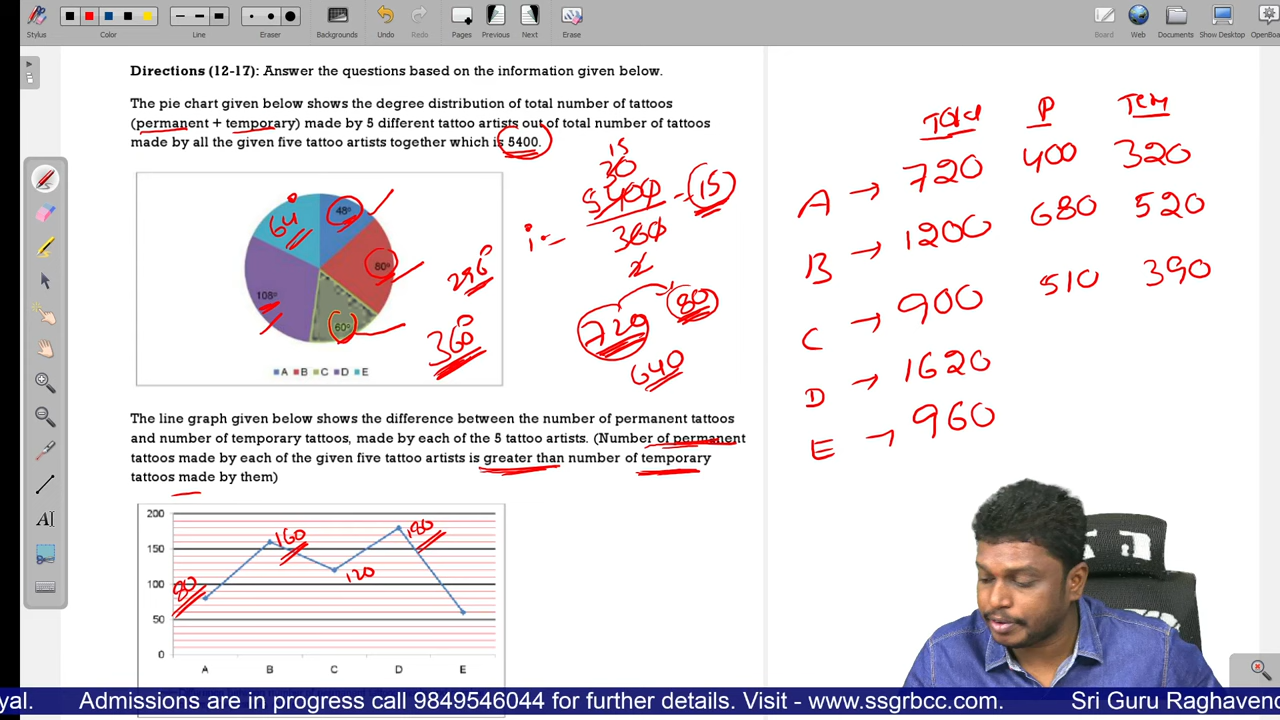 Stylus
Color
Line
Eraser
Backgrounds
Undo
Redo
Pages
Previous
Next
Erase
Board
Web
Documents
Show Desktop
OpenBoa
Directions (12-17): Answer the questions based on the information given below.
The pie chart given below shows the degree distribution of total number of tattoos
(permanent + temporary) made by 5 different tattoo artists out of total number of tattoos
made by all the given five tattoo artists together which is 5400.
48°
80°
60°
108°
64°
A B C D E
296°
360°
15
30
i :- 5400 = 15
360
2
720 80
640
Total P Tem
A → 720 400 320
B → 1200 680 520
C → 900 510 390
D → 1620
E → 960
The line graph given below shows the difference between the number of permanent tattoos
and number of temporary tattoos, made by each of the 5 tattoo artists. (Number of permanent
tattoos made by each of the given five tattoo artists is greater than number of temporary
tattoos made by them)
200
150
100
50
0
80
160
120
180
A B C D E
yal. Admissions are in progress call 9849546044 for further details. Visit - www.ssgrbcc.com. Sri Guru Raghavend